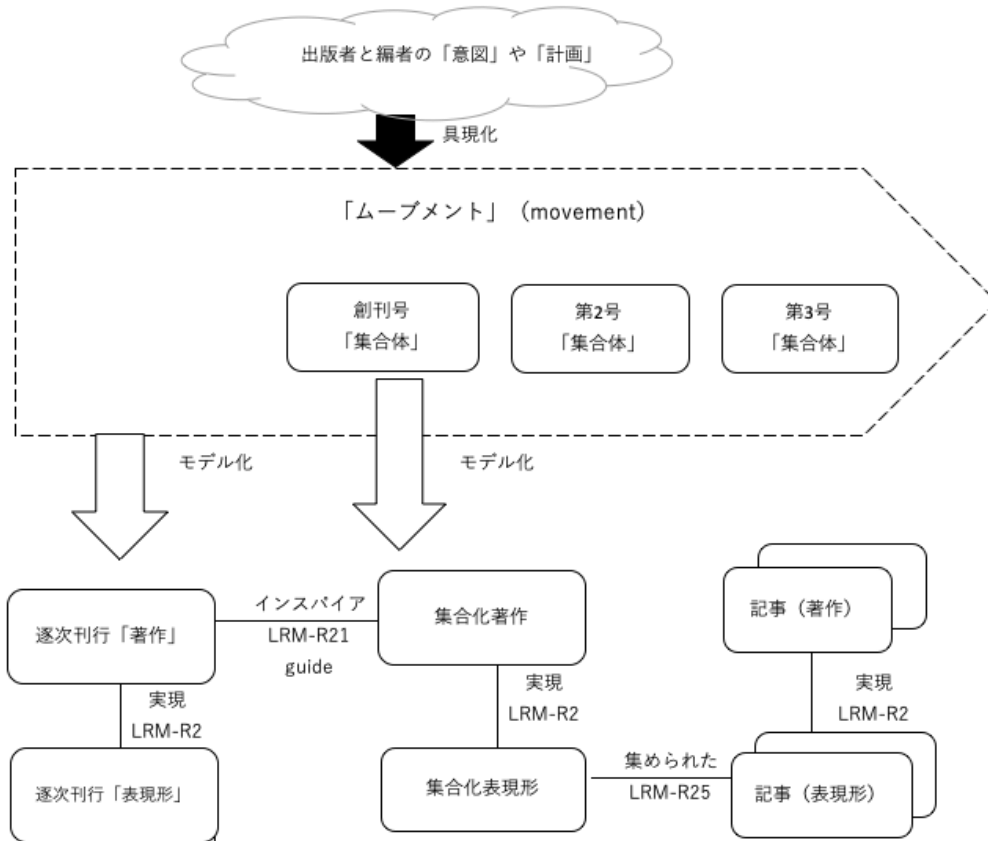 出版者と編者の「意図」や「計画」
具現化
「ムーブメント」（movement）
創刊号
「集合体」
第2号
「集合体」
第3号
「集合体」
モデル化
モデル化
逐次刊行「著作」
インスパイア
LRM-R21
guide
集合化著作
記事（著作）
実現
LRM-R2
実現
LRM-R2
実現
LRM-R2
逐次刊行「表現形」
集合化表現形
集められた
LRM-R25
記事（表現形）